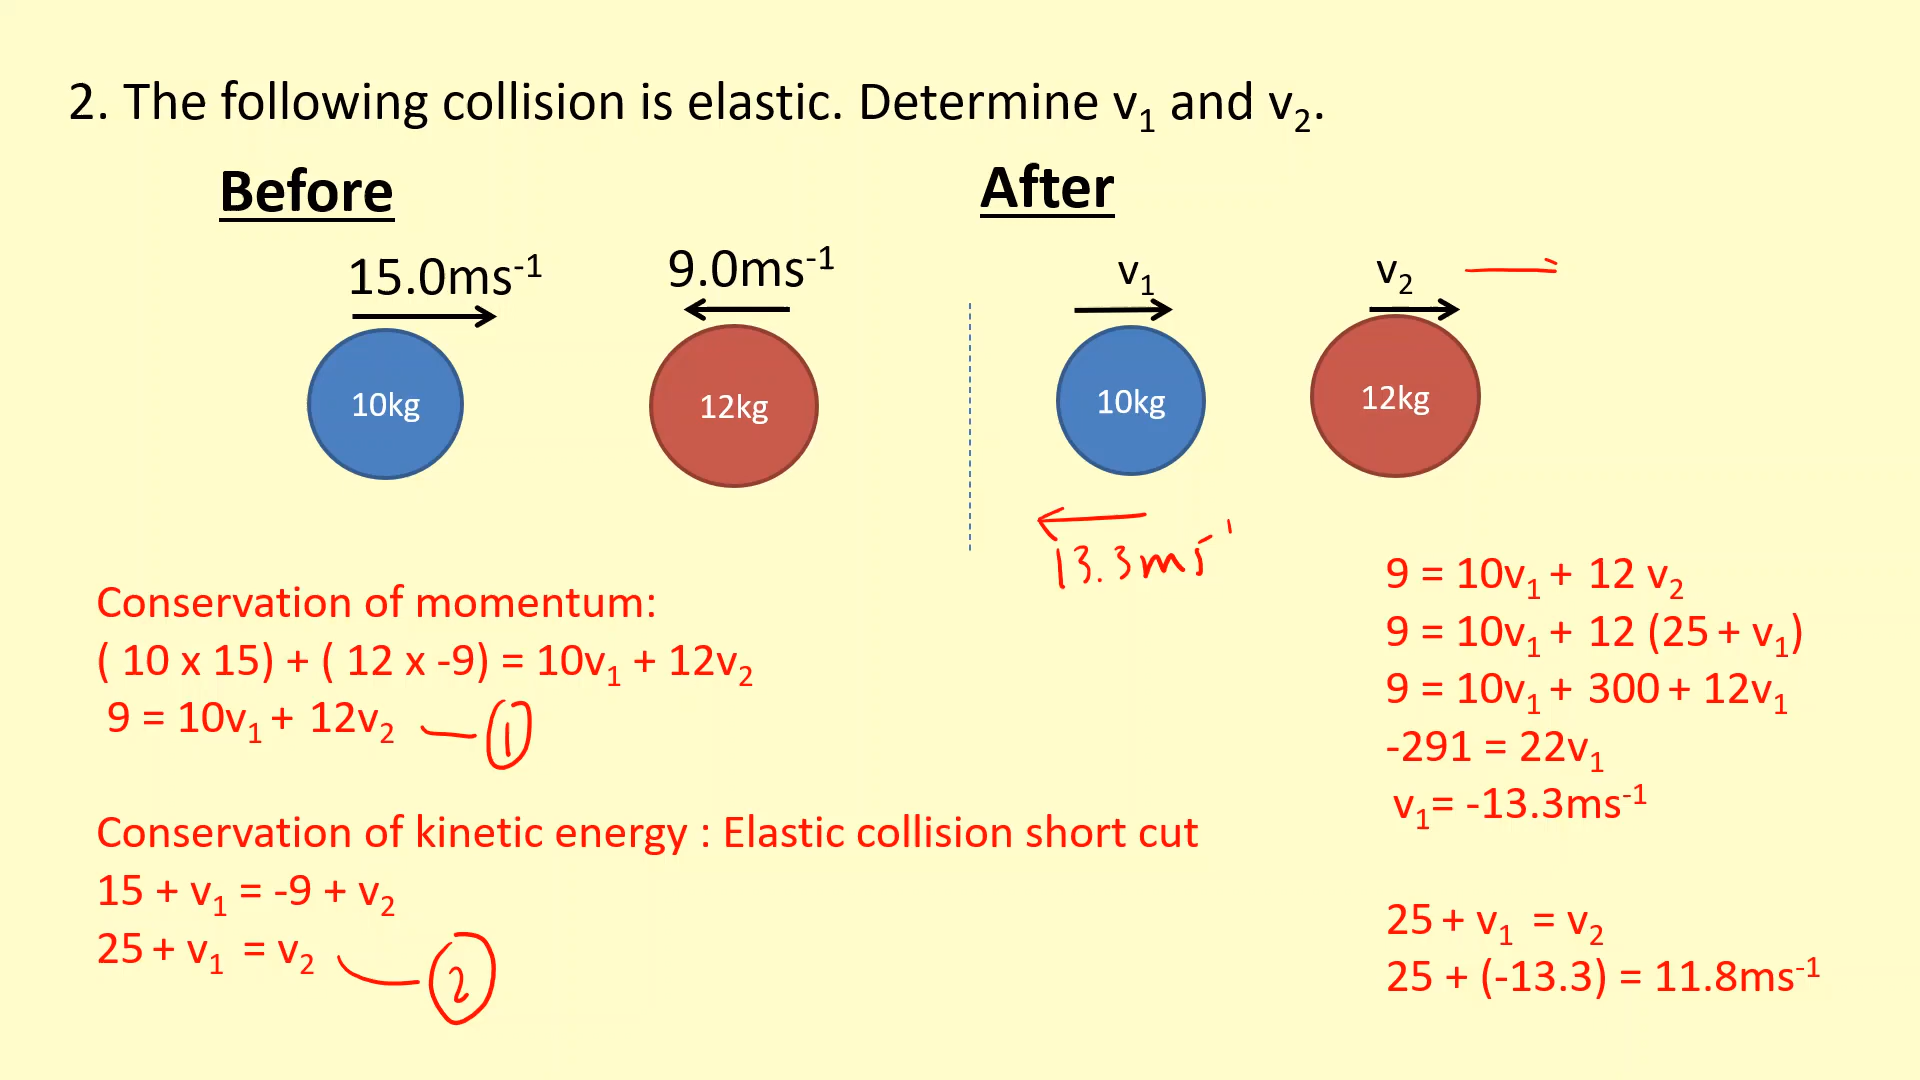 2. The following collision is elastic. Determine v₁ and v₂.
Before
After
15.0ms⁻¹
9.0ms⁻¹
v₁
v₂
10kg
12kg
10kg
12kg
13.3ms⁻¹
Conservation of momentum:
( 10 x 15) + ( 12 x -9) = 10v₁ + 12v₂
9 = 10v₁ + 12v₂ — ①
Conservation of kinetic energy : Elastic collision short cut
15 + v₁ = -9 + v₂
25 + v₁ = v₂ — ②
9 = 10v₁ + 12 v₂
9 = 10v₁ + 12 (25 + v₁)
9 = 10v₁ + 300 + 12v₁
-291 = 22v₁
v₁= -13.3ms⁻¹
25 + v₁ = v₂
25 + (-13.3) = 11.8ms⁻¹